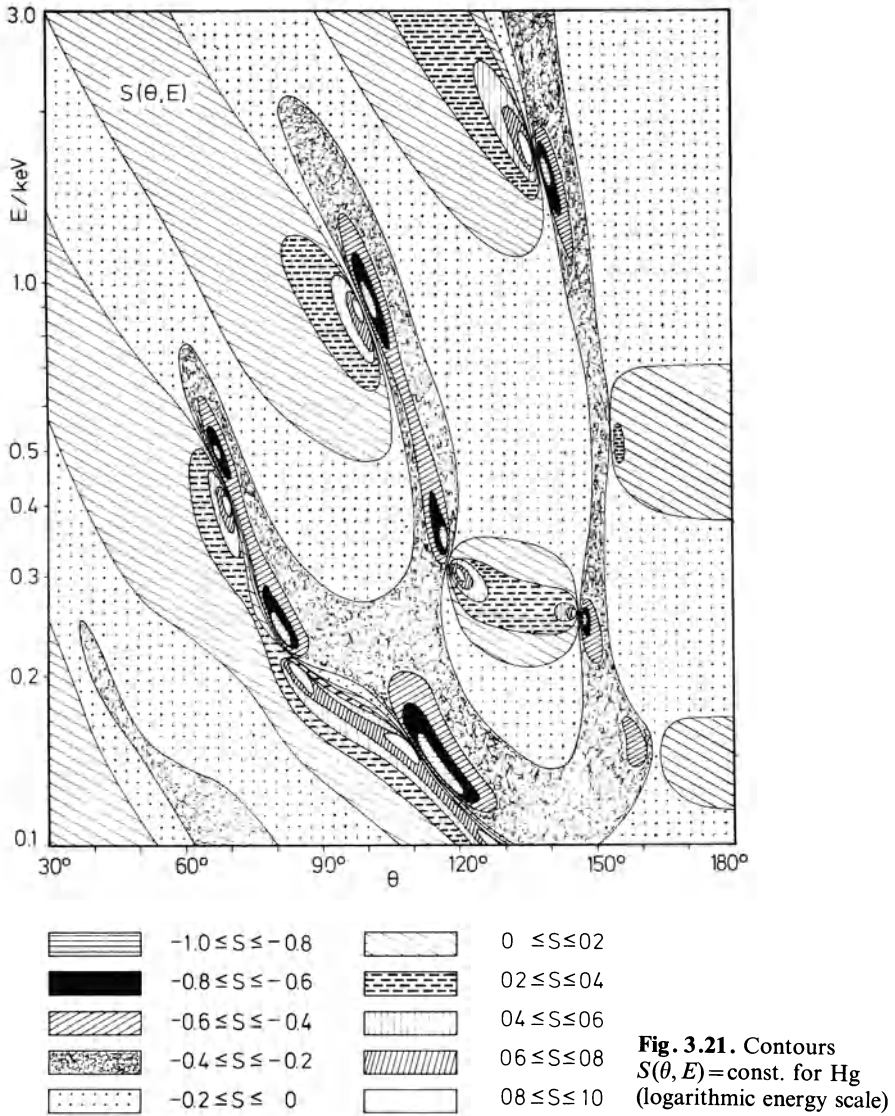 3.0
S(θ,E)
E/keV
1.0
0.5
0.4
0.3
0.2
0.1
30° 60° 90° 120° 150° 180°
θ
-1.0 ≤ S ≤ -0.8
-0.8 ≤ S ≤ -0.6
-0.6 ≤ S ≤ -0.4
-0.4 ≤ S ≤ -0.2
-0.2 ≤ S ≤ 0
0 ≤ S ≤ 02
02 ≤ S ≤ 04
04 ≤ S ≤ 06
06 ≤ S ≤ 08
08 ≤ S ≤ 10
Fig. 3.21. Contours
S(θ, E)=const. for Hg
(logarithmic energy scale)